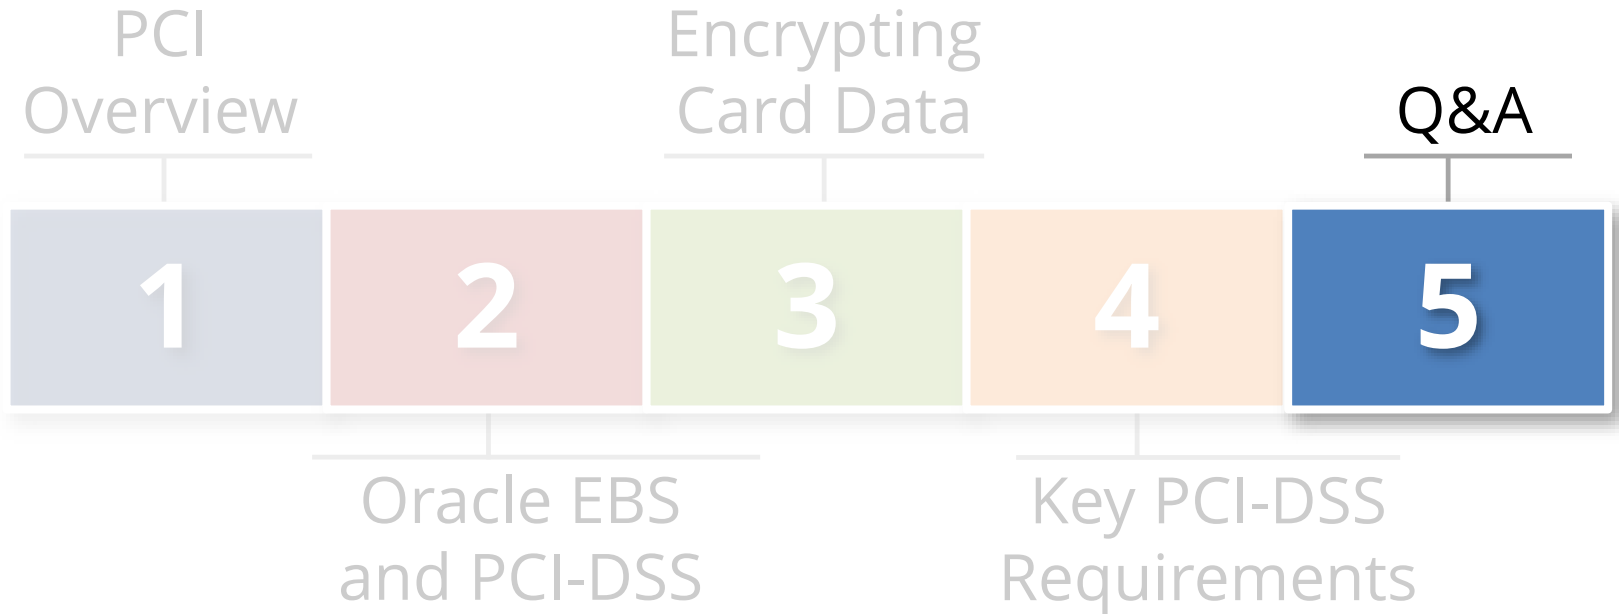 PCI
Overview
Encrypting
Card Data
Q&A
1
2
3
4
5
Oracle EBS
and PCI-DSS
Key PCI-DSS
Requirements